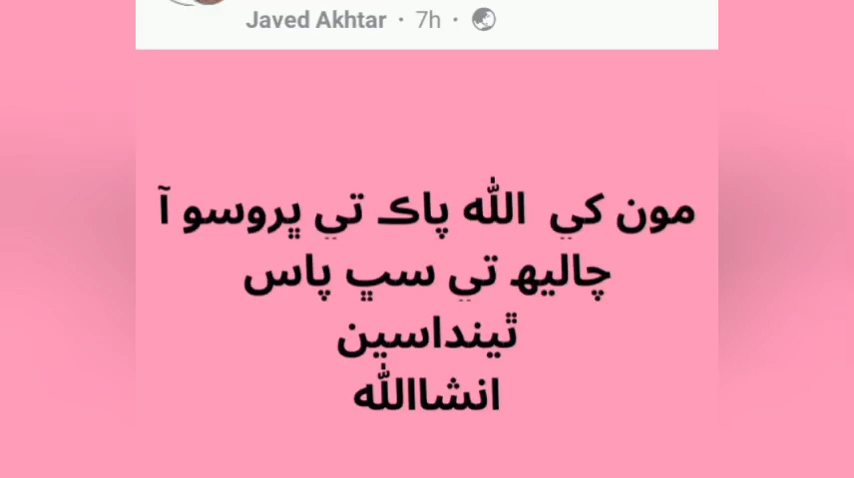 Javed Akhtar · 7h ·
مون کي الله پاڪ تي ڀروسو آ
چاليھ تي سڀ پاس
ٿينداسين
انشاالله